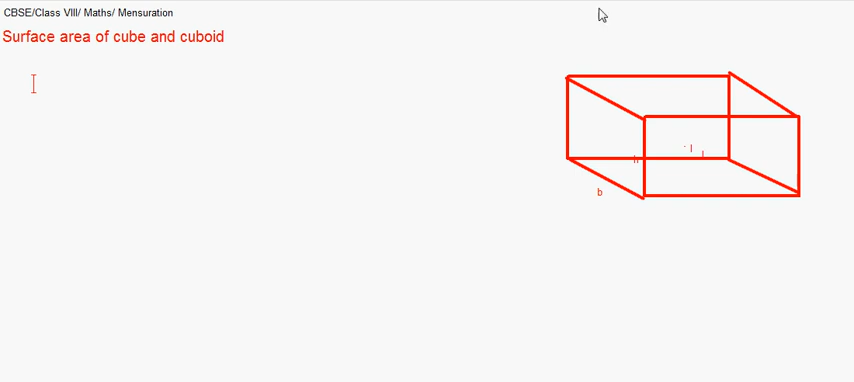 CBSE/Class VIII/ Maths/ Mensuration
Surface area of cube and cuboid
l
h
b